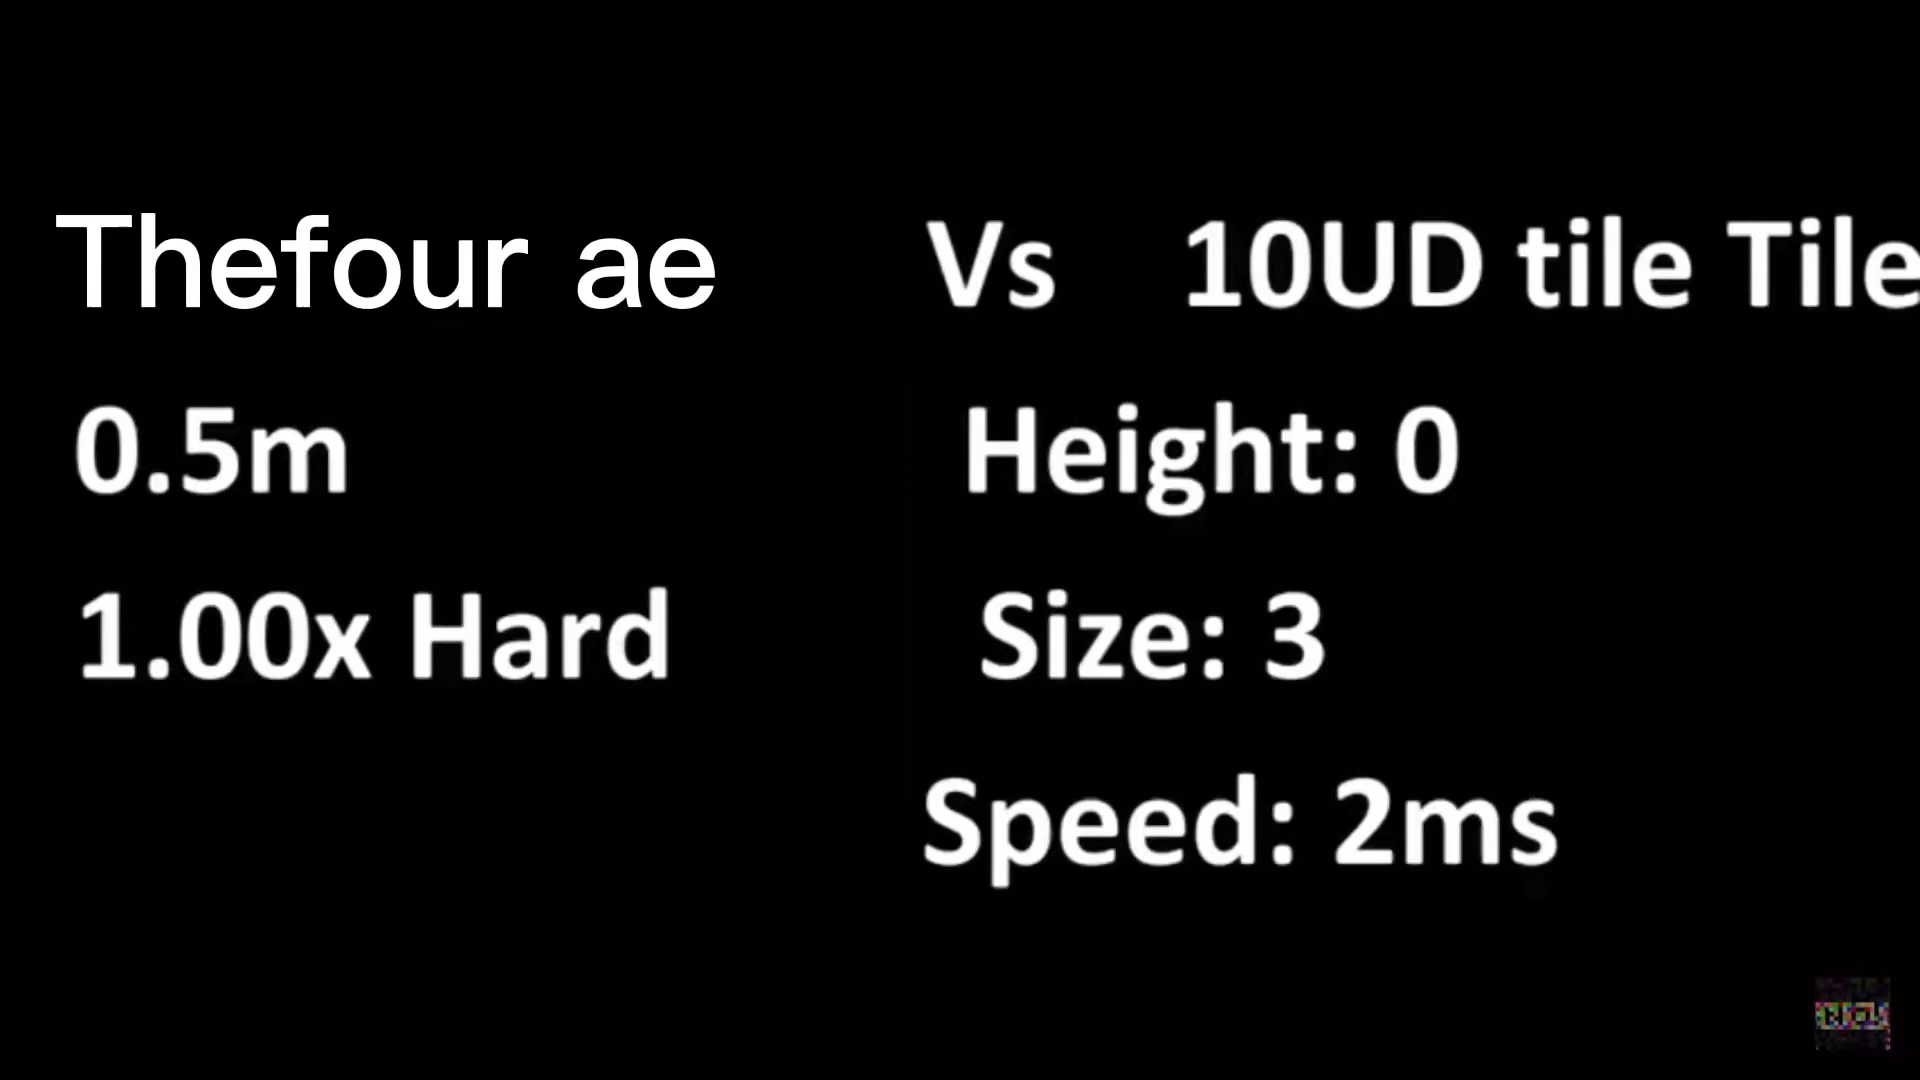 Thefour ae Vs 10UD tile Tile
0.5m Height: 0
1.00x Hard Size: 3
Speed: 2ms